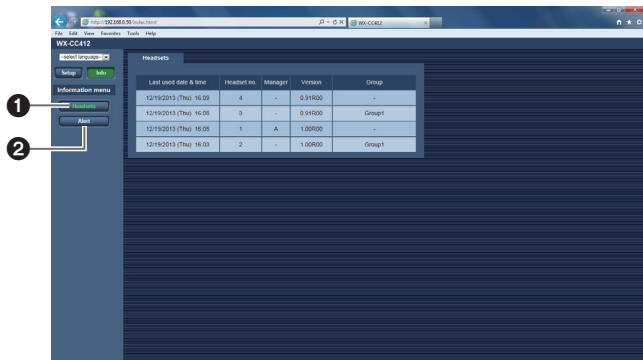 http://192.168.0.50/index.html
WX-CC412
File Edit View Favorites Tools Help
WX-CC412
--select language--
Setup Info
Information menu
1 Headsets
2 Alert
Headsets
Last used date & time Headset no. Manager Version Group
12/19/2013 (Thu) 16:09 4 - 0.91R00 -
12/19/2013 (Thu) 16:08 3 - 0.91R00 Group1
12/19/2013 (Thu) 16:05 1 A 1.00R00 -
12/19/2013 (Thu) 16:03 2 - 1.00R00 Group1